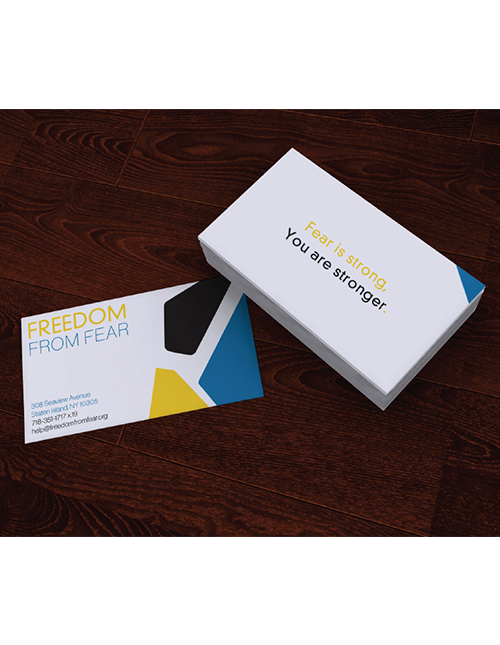 FREEDOM
FROM FEAR
308 Seaview Avenue
Staten Island, NY 10305
718-351-1717 x.19
help@freedomfromfear.org
Fear is strong,
You are stronger.